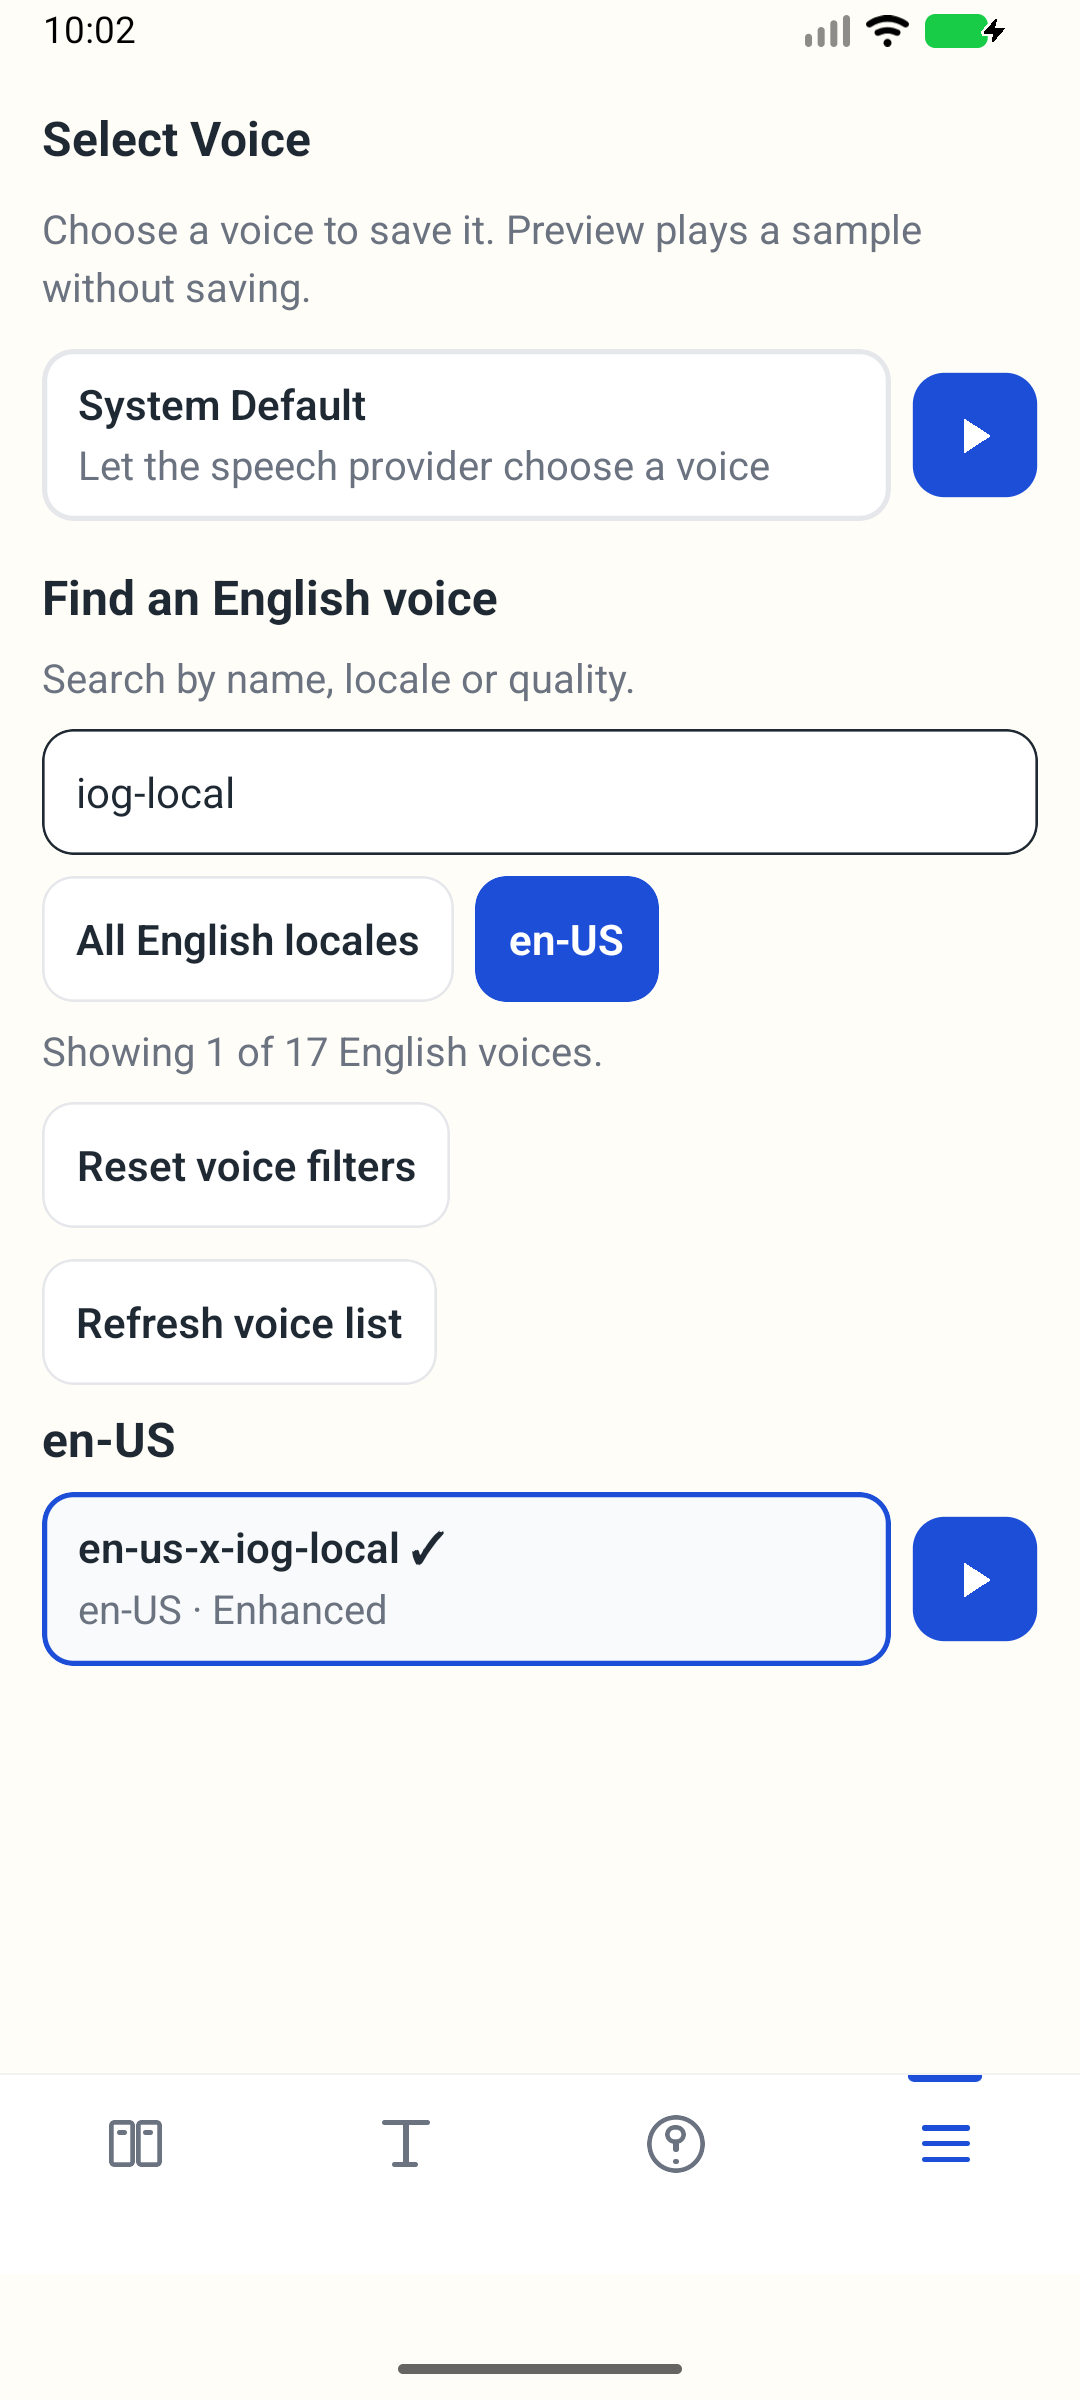 10:02
Select Voice
Choose a voice to save it. Preview plays a sample
without saving.
System Default
Let the speech provider choose a voice
Find an English voice
Search by name, locale or quality.
iog-local
All English locales
en-US
Showing 1 of 17 English voices.
Reset voice filters
Refresh voice list
en-US
en-us-x-iog-local ✓
en-US · Enhanced